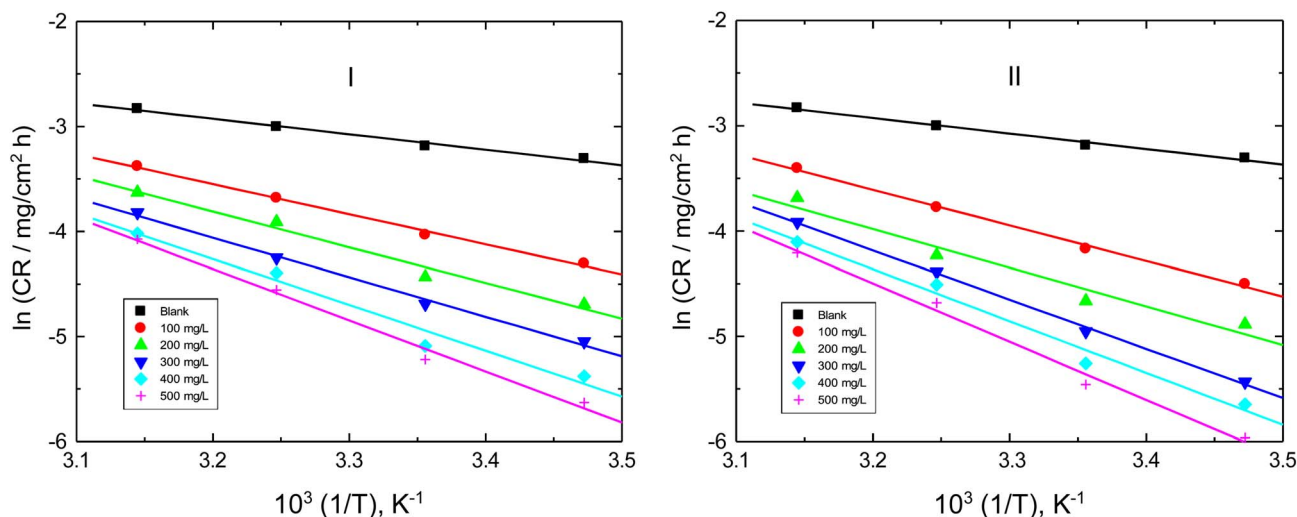 I
ln (CR / mg/cm² h)
-2
-3
-4
-5
-6
Blank
100 mg/L
200 mg/L
300 mg/L
400 mg/L
500 mg/L
3.1 3.2 3.3 3.4 3.5
10³ (1/T), K⁻¹
II
ln (CR / mg/cm² h)
-2
-3
-4
-5
-6
Blank
100 mg/L
200 mg/L
300 mg/L
400 mg/L
500 mg/L
3.1 3.2 3.3 3.4 3.5
10³ (1/T), K⁻¹